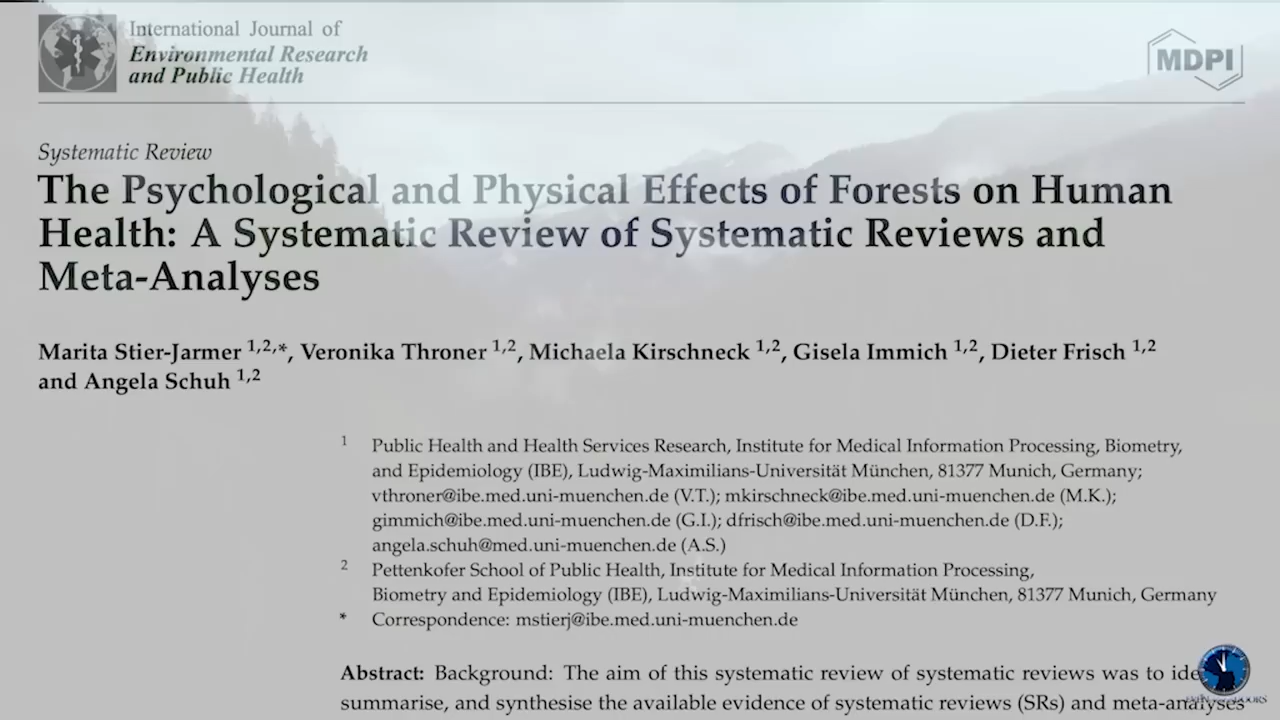 International Journal of
Environmental Research
and Public Health
MDPI
Systematic Review
The Psychological and Physical Effects of Forests on Human
Health: A Systematic Review of Systematic Reviews and
Meta-Analyses
Marita Stier-Jarmer 1,2,*, Veronika Throner 1,2, Michaela Kirschneck 1,2, Gisela Immich 1,2, Dieter Frisch 1,2
and Angela Schuh 1,2
1 Public Health and Health Services Research, Institute for Medical Information Processing, Biometry,
and Epidemiology (IBE), Ludwig-Maximilians-Universität München, 81377 Munich, Germany;
vthroner@ibe.med.uni-muenchen.de (V.T.); mkirschneck@ibe.med.uni-muenchen.de (M.K.);
gimmich@ibe.med.uni-muenchen.de (G.I.); dfrisch@ibe.med.uni-muenchen.de (D.F.);
angela.schuh@med.uni-muenchen.de (A.S.)
2 Pettenkofer School of Public Health, Institute for Medical Information Processing,
Biometry and Epidemiology (IBE), Ludwig-Maximilians-Universität München, 81377 Munich, Germany
* Correspondence: mstierj@ibe.med.uni-muenchen.de
Abstract: Background: The aim of this systematic review of systematic reviews was to
summarise, and synthesise the available evidence of systematic reviews (SRs) and meta-analyses